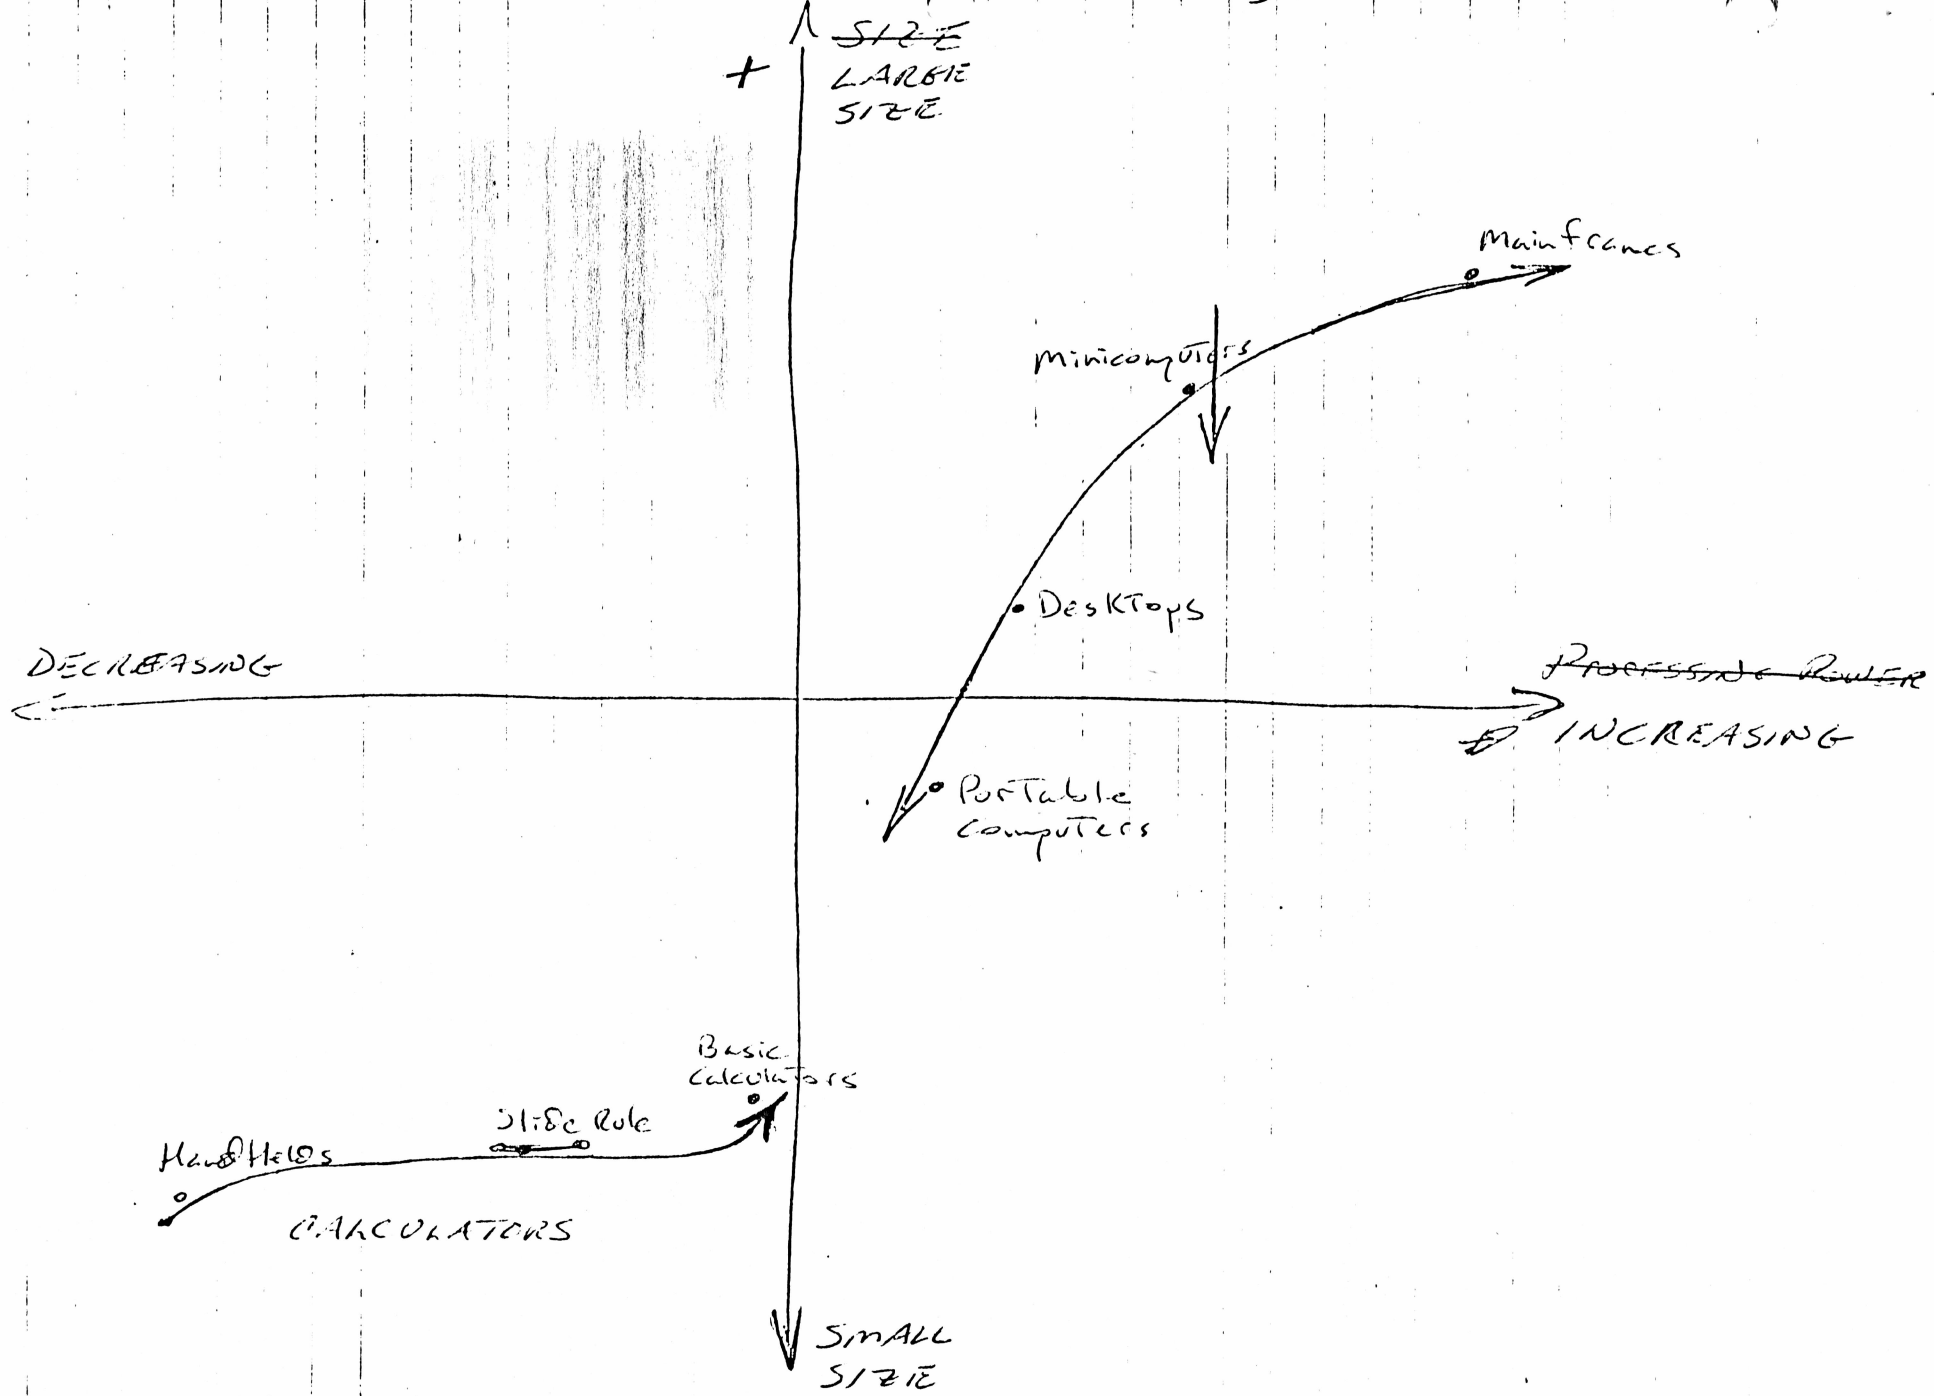 SIZE
+
LARGE
SIZE
Mainframes
Minicomputers
Desktops
DECREASING
PROCESSING POWER
INCREASING
Portable
Computers
Basic
Calculators
Slide Rule
HandHelds
CALCULATORS
SMALL
SIZE